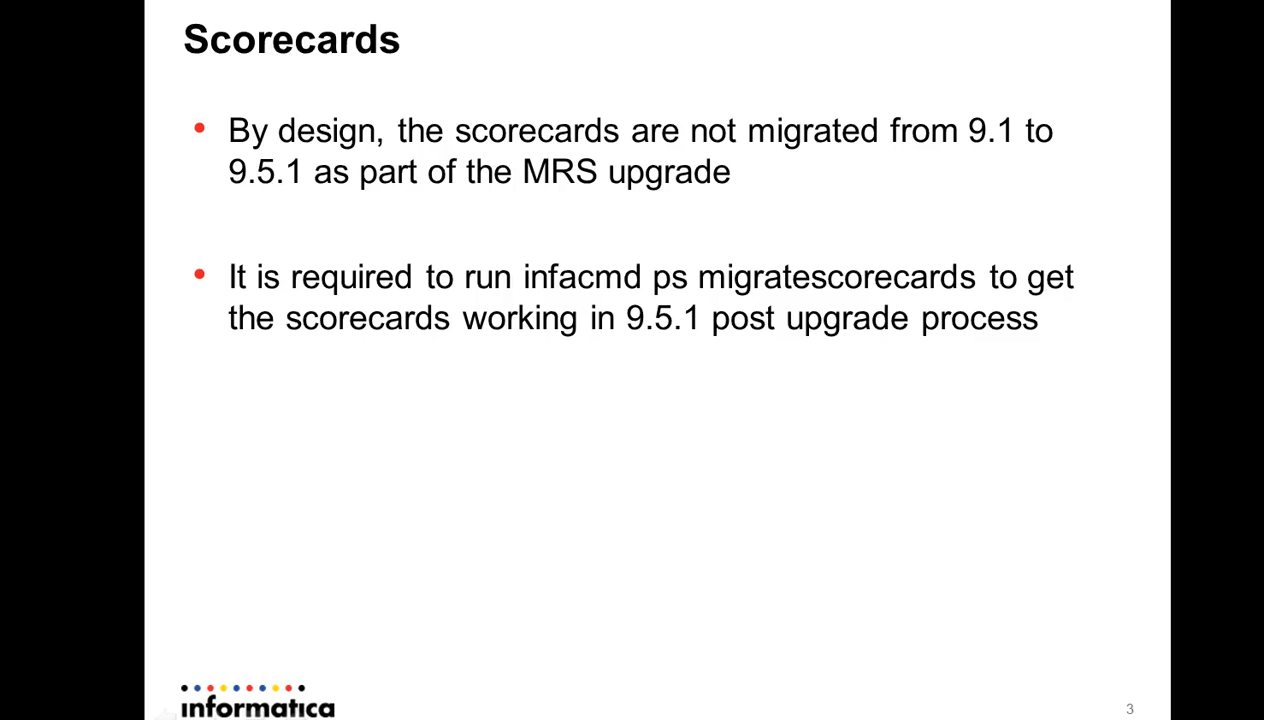 Scorecards
• By design, the scorecards are not migrated from 9.1 to
9.5.1 as part of the MRS upgrade
• It is required to run infacmd ps migratescorecards to get
the scorecards working in 9.5.1 post upgrade process
informatica
3